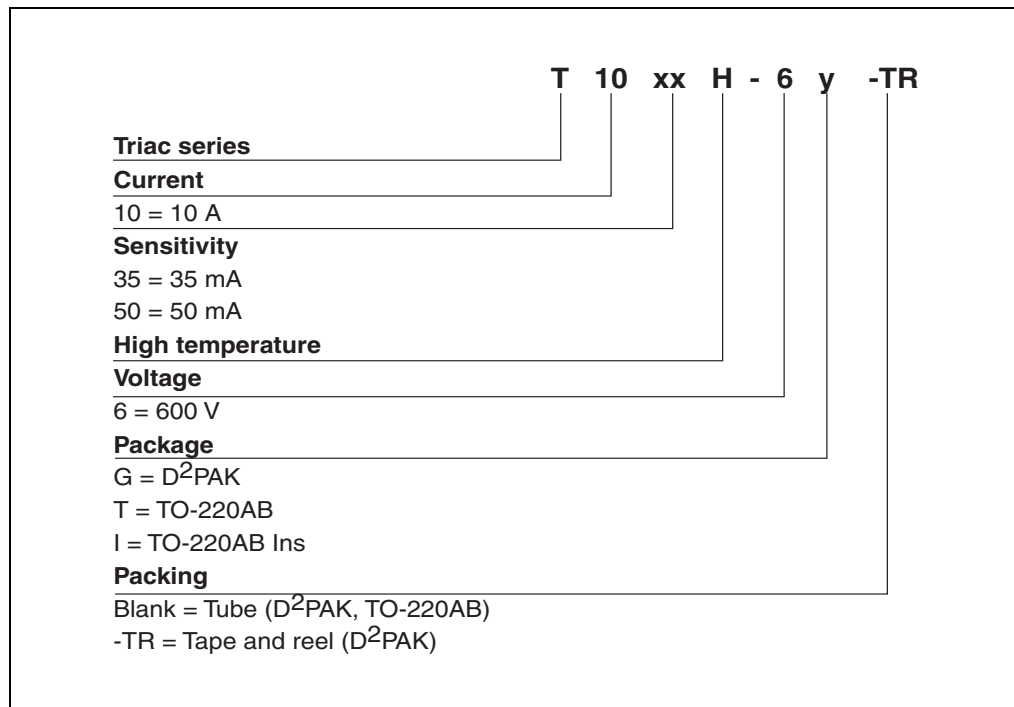 T 10 xx H - 6 y -TR
Triac series
Current
10 = 10 A
Sensitivity
35 = 35 mA
50 = 50 mA
High temperature
Voltage
6 = 600 V
Package
G = D²PAK
T = TO-220AB
I = TO-220AB Ins
Packing
Blank = Tube (D²PAK, TO-220AB)
-TR = Tape and reel (D²PAK)